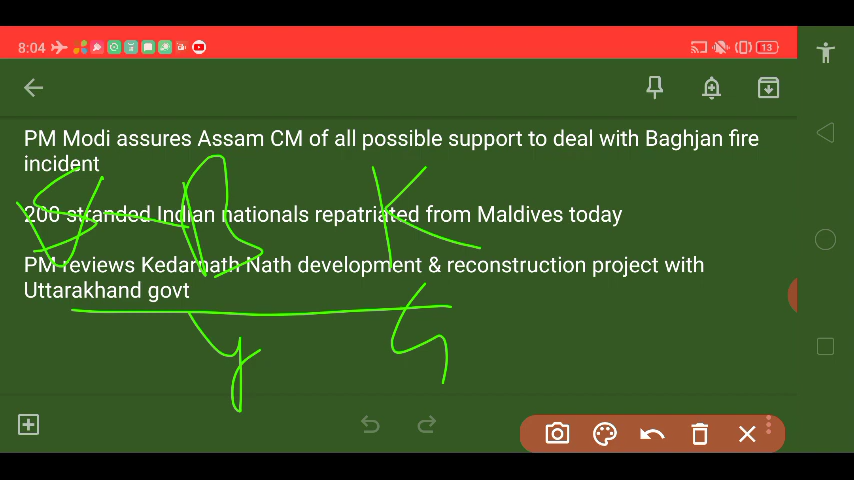 8:04
13
PM Modi assures Assam CM of all possible support to deal with Baghjan fire
incident
200 stranded Indian nationals repatriated from Maldives today
PM reviews Kedarnath Nath development & reconstruction project with
Uttarakhand govt
K
y